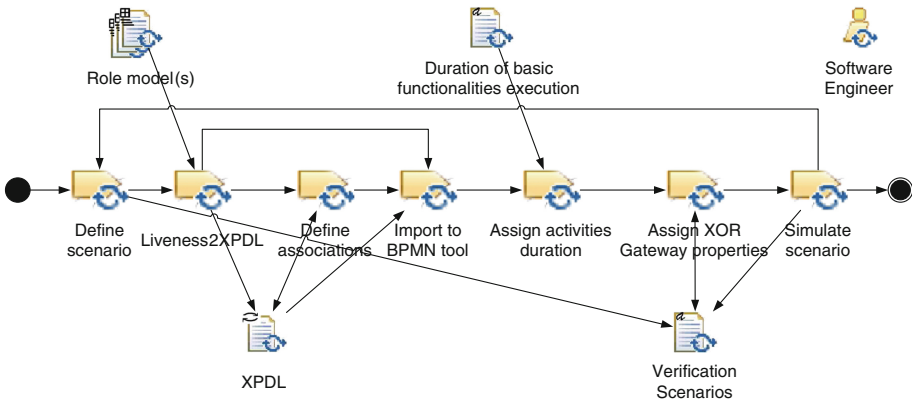 Role model(s)
Duration of basic
functionalities execution
Software
Engineer
Define
scenario
Liveness2XPDL
Define
associations
Import to
BPMN tool
Assign activities
duration
Assign XOR
Gateway properties
Simulate
scenario
XPDL
Verification
Scenarios
a
a